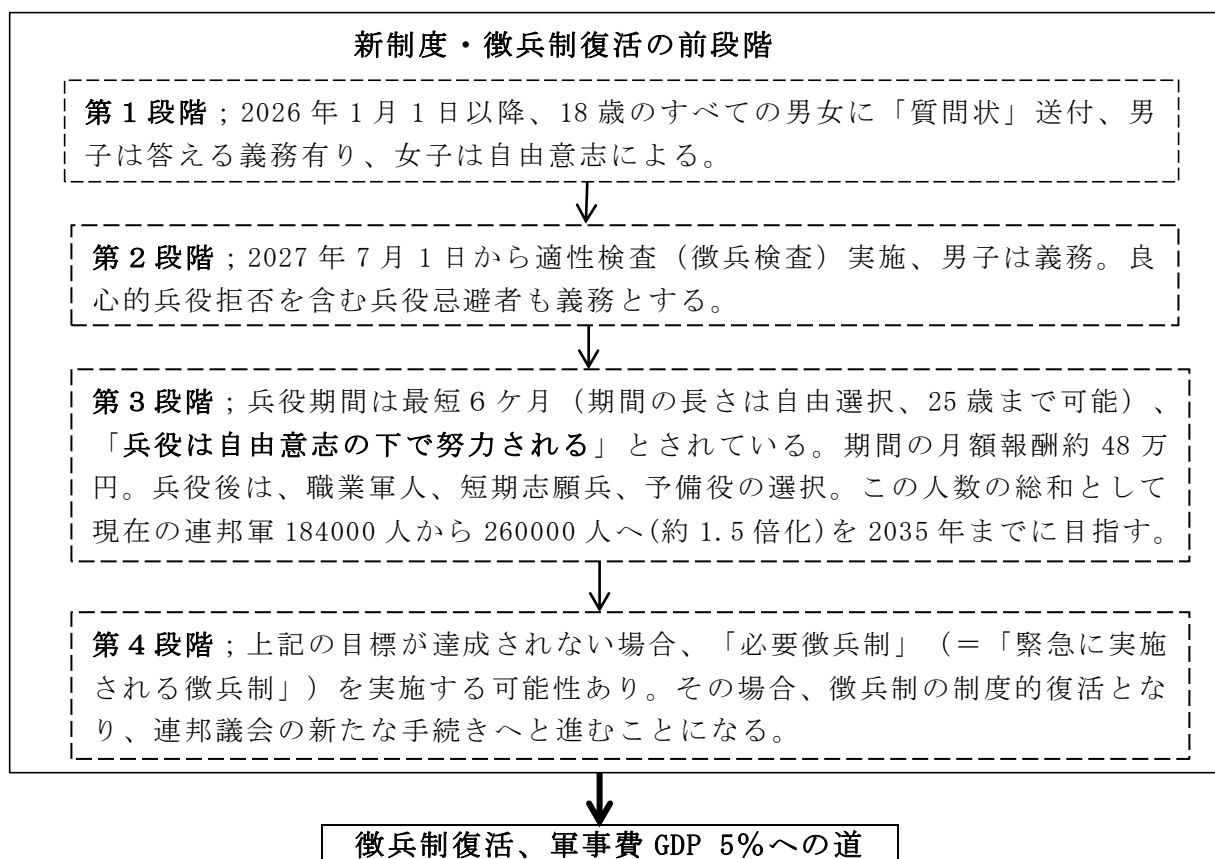 新制度・徴兵制復活の前段階
第1段階；2026年1月1日以降、18歳のすべての男女に「質問状」送付、男
子は答える義務有り、女子は自由意志による。
第2段階；2027年7月1日から適性検査（徴兵検査）実施、男子は義務。良
心的兵役拒否を含む兵役忌避者も義務とする。
第3段階；兵役期間は最短6ケ月（期間の長さは自由選択、25歳まで可能）、
「兵役は自由意志の下で努力される」とされている。期間の月額報酬約48万
円。兵役後は、職業軍人、短期志願兵、予備役の選択。この人数の総和として
現在の連邦軍184000人から260000人へ(約1.5倍化)を2035年までに目指す。
第4段階；上記の目標が達成されない場合、「必要徴兵制」（＝「緊急に実施
される徴兵制」）を実施する可能性あり。その場合、徴兵制の制度的復活とな
り、連邦議会の新たな手続きへと進むことになる。
徴兵制復活、軍事費GDP 5%への道